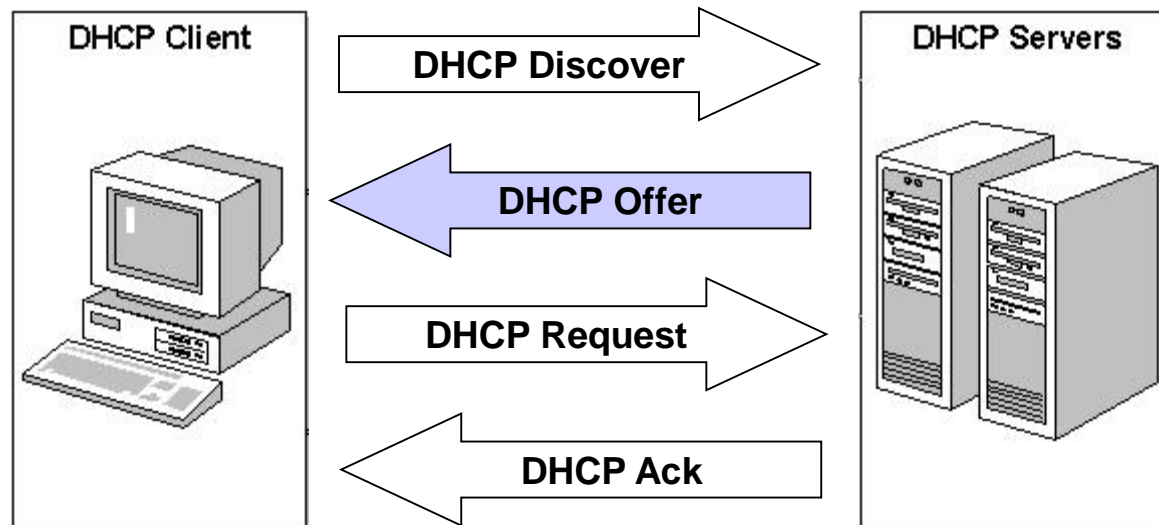 DHCP Client
DHCP Servers
DHCP Discover
DHCP Offer
DHCP Request
DHCP Ack